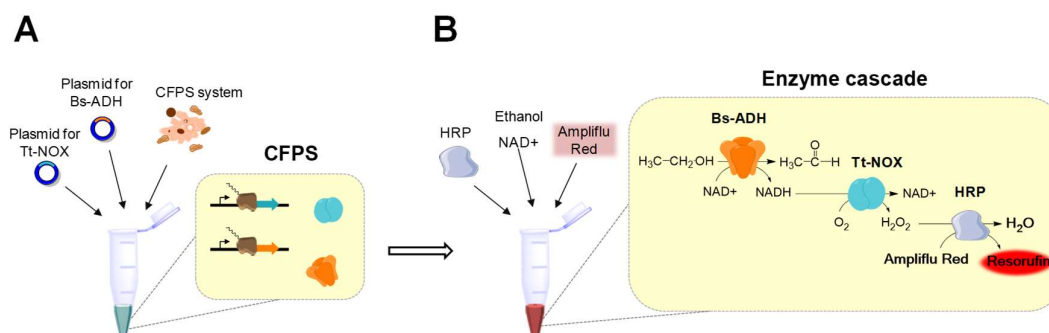 A
Plasmid for
Bs-ADH
CFPS system
Plasmid for
Tt-NOX
CFPS
B
HRP
Ethanol
NAD+
Ampliflu
Red
Enzyme cascade
Bs-ADH
H3C-CH2OH
O
H3C-C-H
NAD+
NADH
Tt-NOX
NAD+
O2
H2O2
HRP
H2O
Ampliflu Red
Resorufin